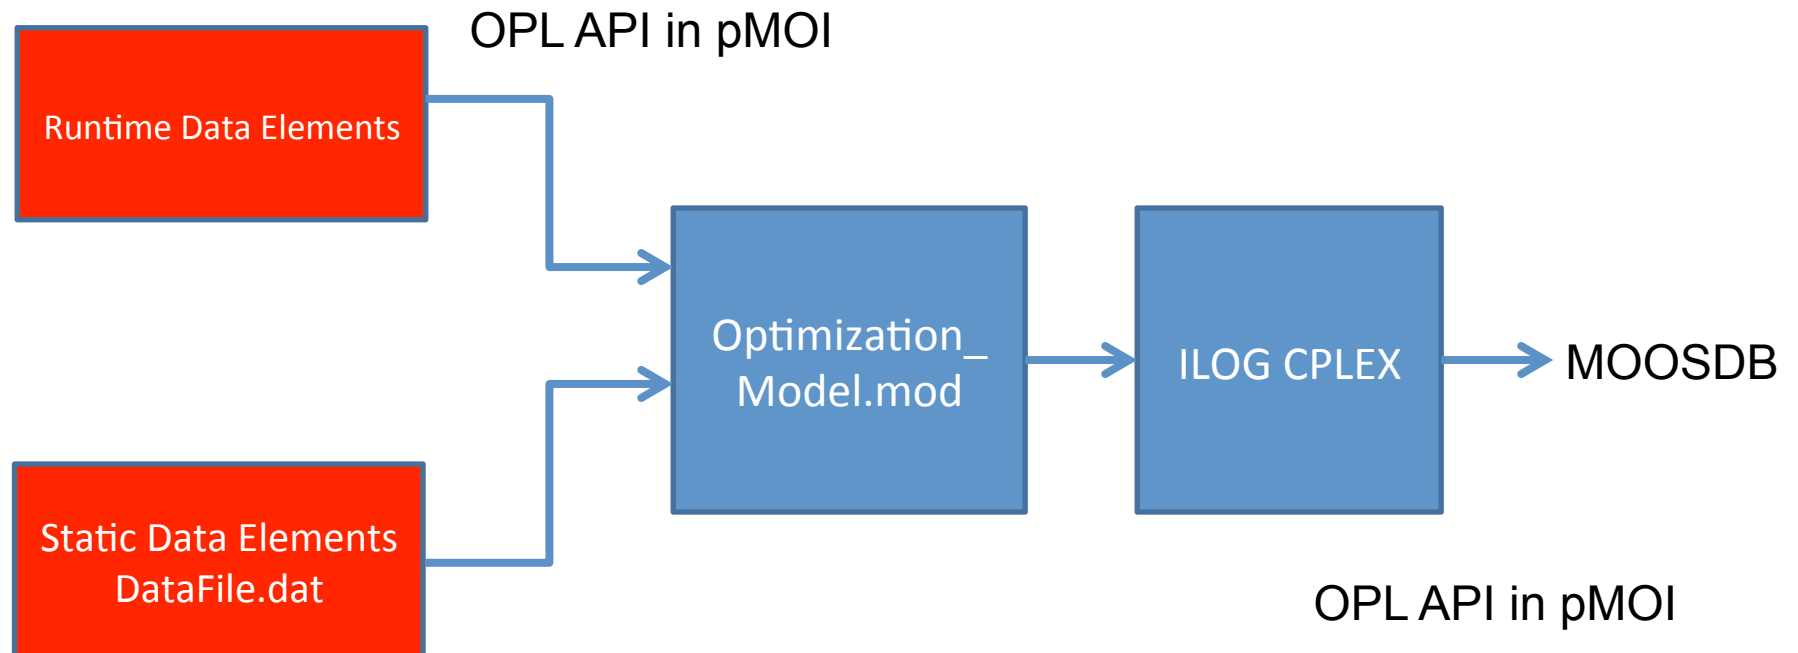 OPL API in pMOI
Runtime Data Elements
Optimization_
Model.mod
ILOG CPLEX
MOOSDB
Static Data Elements
DataFile.dat
OPL API in pMOI